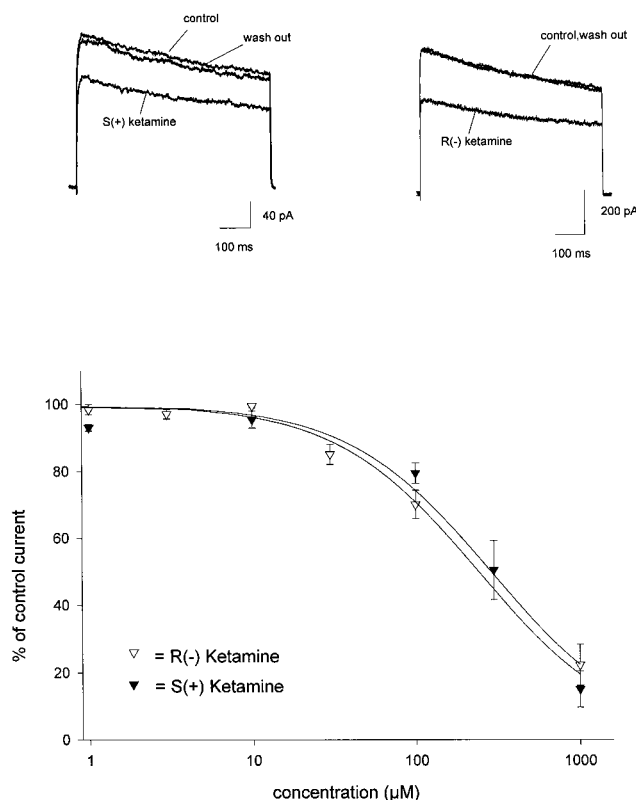 control
wash out
S(+) ketamine
40 pA
100 ms
control,wash out
R(-) ketamine
200 pA
100 ms
100
80
60
40
20
0
% of control current
▽ = R(-) Ketamine
▼ = S(+) Ketamine
1 10 100 1000
concentration (µM)